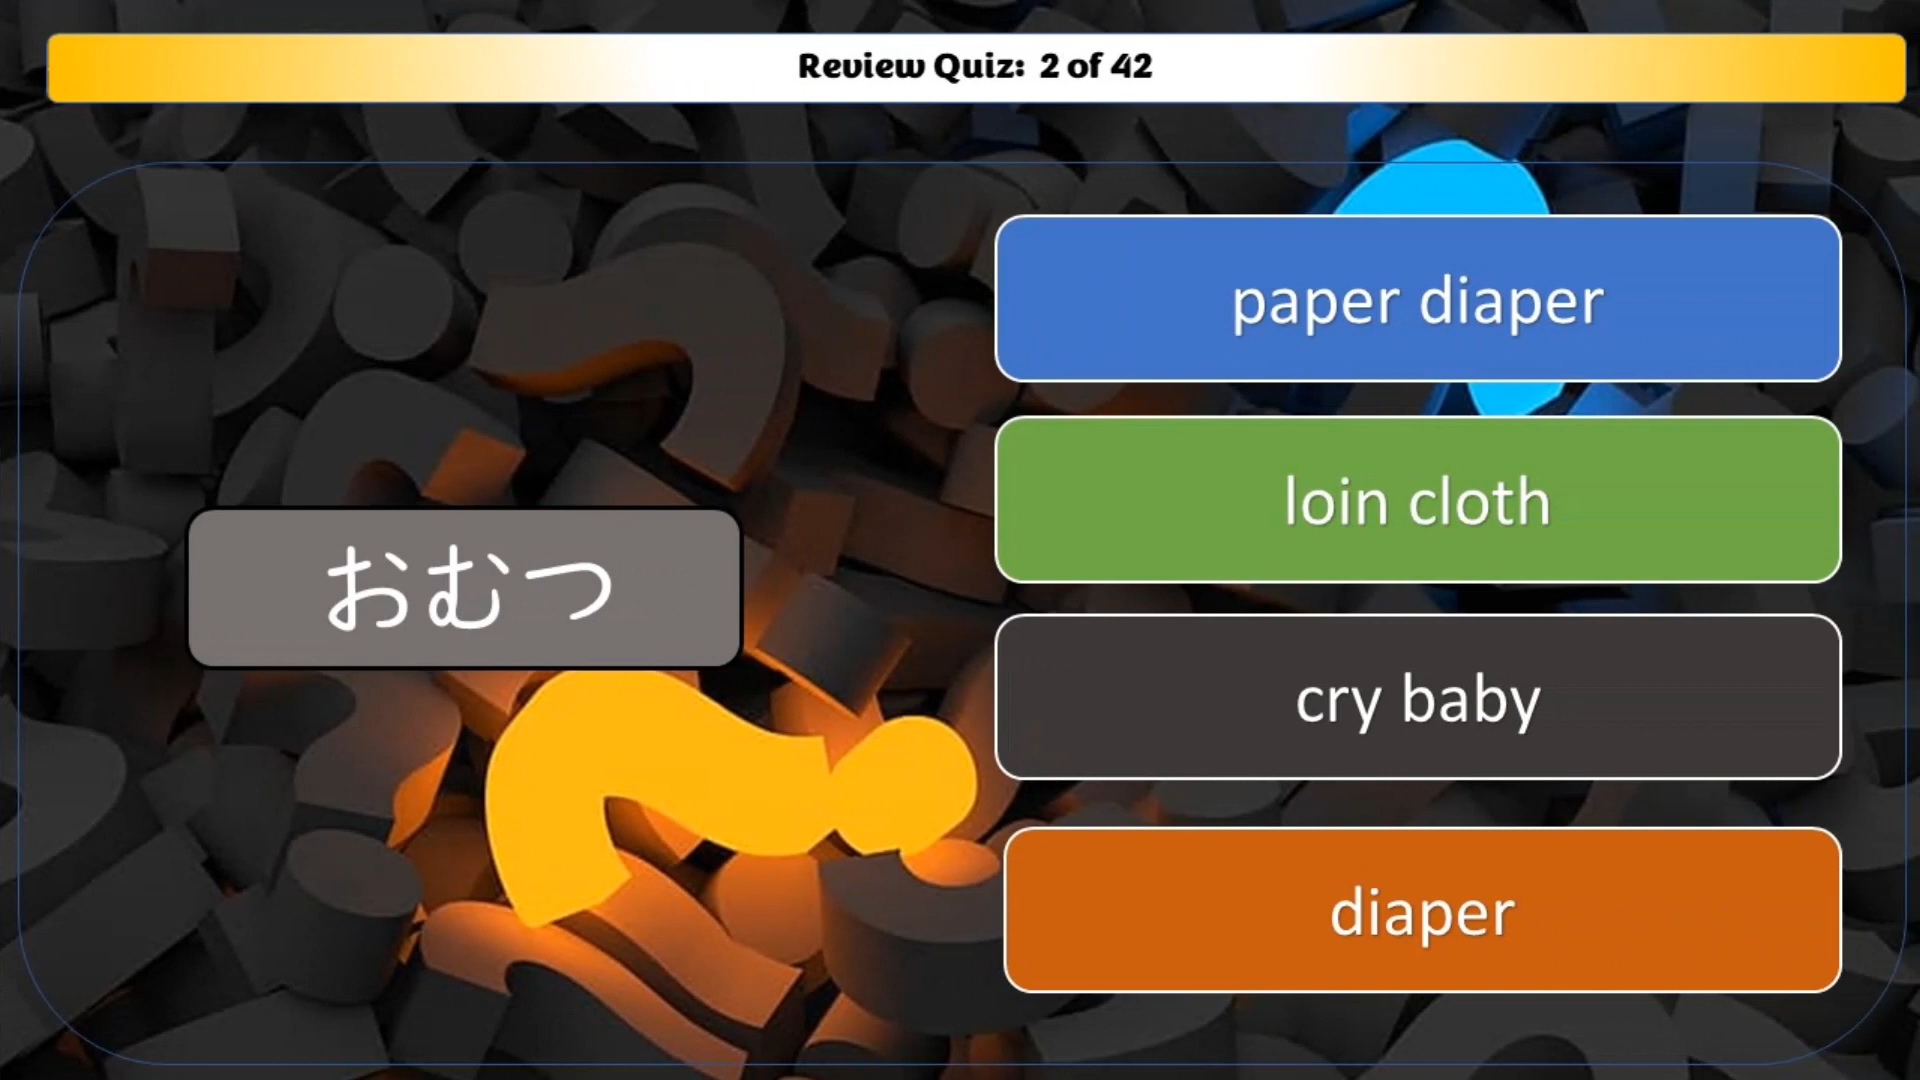 Review Quiz: 2 of 42
おむつ
paper diaper
loin cloth
cry baby
diaper